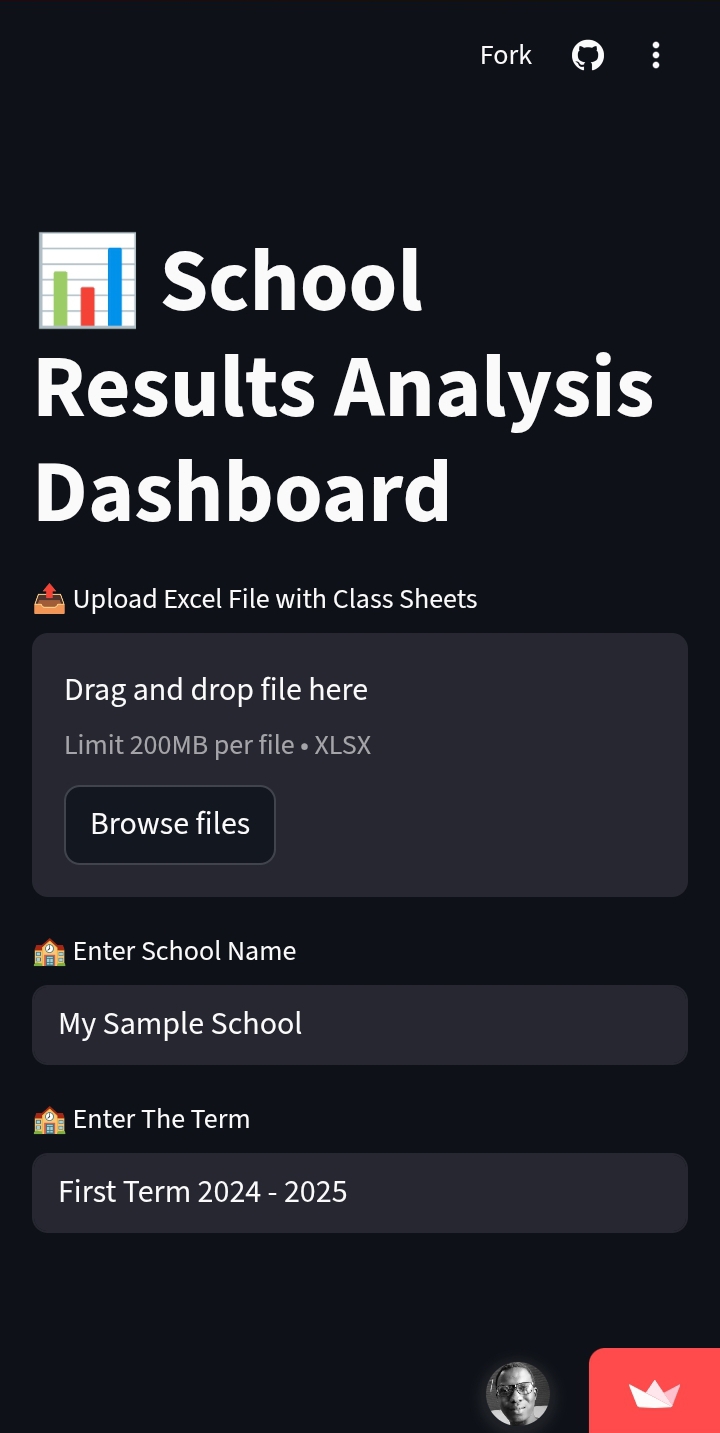 Fork
📊 School
Results Analysis
Dashboard
📤 Upload Excel File with Class Sheets
Drag and drop file here
Limit 200MB per file • XLSX
Browse files
🏫 Enter School Name
My Sample School
🏫 Enter The Term
First Term 2024 - 2025